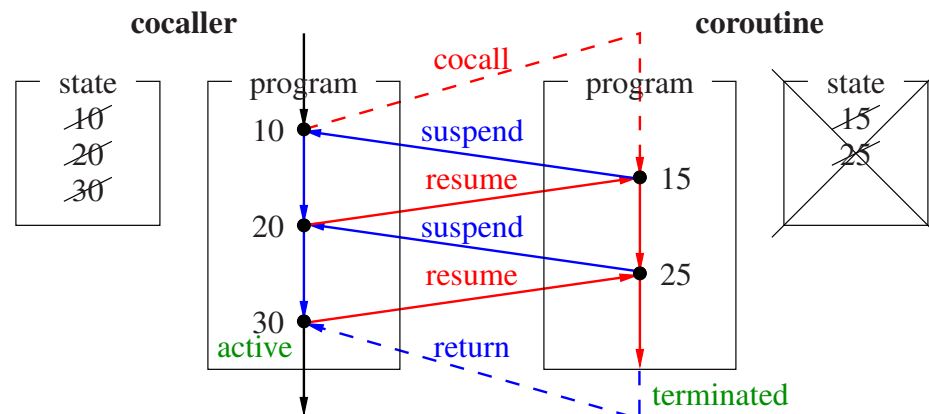 cocaller
coroutine
cocall
state
program
program
state
10
20
30
10
20
30
active
suspend
resume
suspend
resume
return
15
25
terminated
15
25